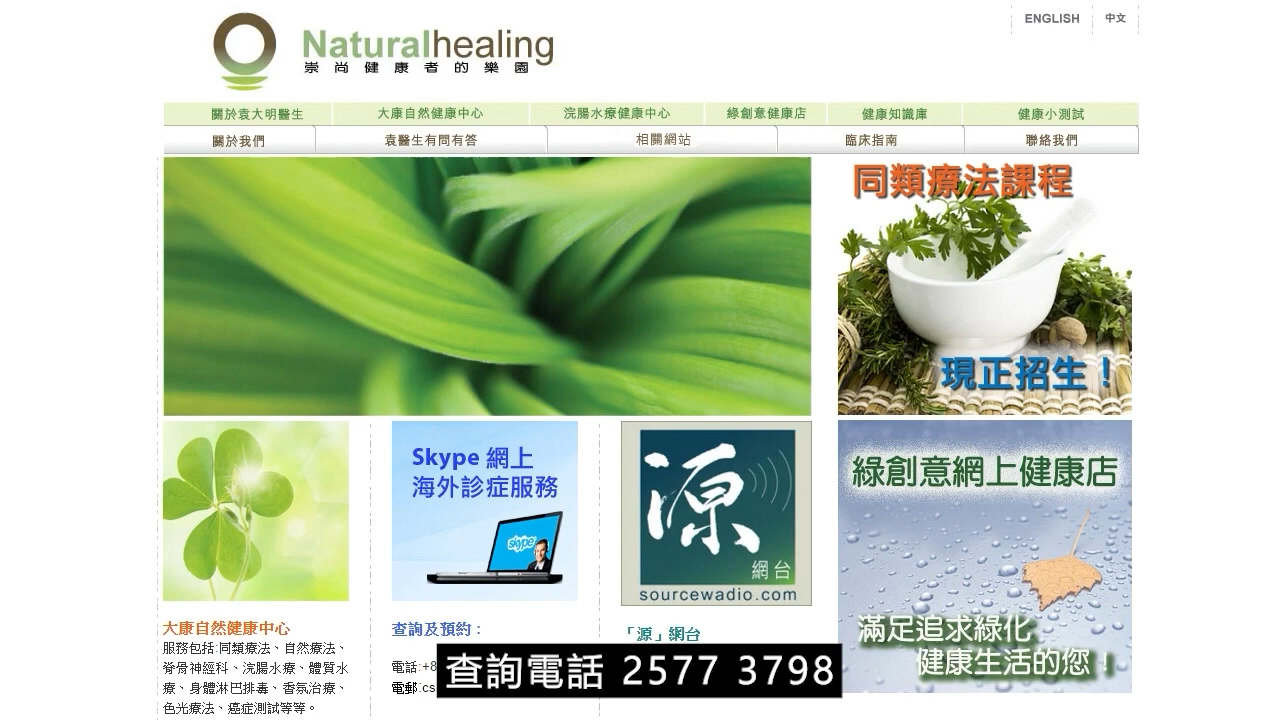 ENGLISH
中文
Naturalhealing
崇尚健康者的樂園
關於袁大明醫生
大康自然健康中心
浣腸水療健康中心
綠創意健康店
健康知識庫
健康小測試
關於我們
袁醫生有問有答
相關網站
臨床指南
聯絡我們
同類療法課程
現正招生！
Skype 網上
海外診症服務
skype
源
網台
sourcewadio.com
綠創意網上健康店
滿足追求綠化
健康生活的您！
大康自然健康中心
服務包括:同類療法、自然療法、
脊骨神經科、浣腸水療、體質水
療、身體淋巴排毒、香氛治療、
色光療法、癌症測試等等。
查詢及預約：
電話:+8
電郵:cs
「源」網台
查詢電話 2577 3798